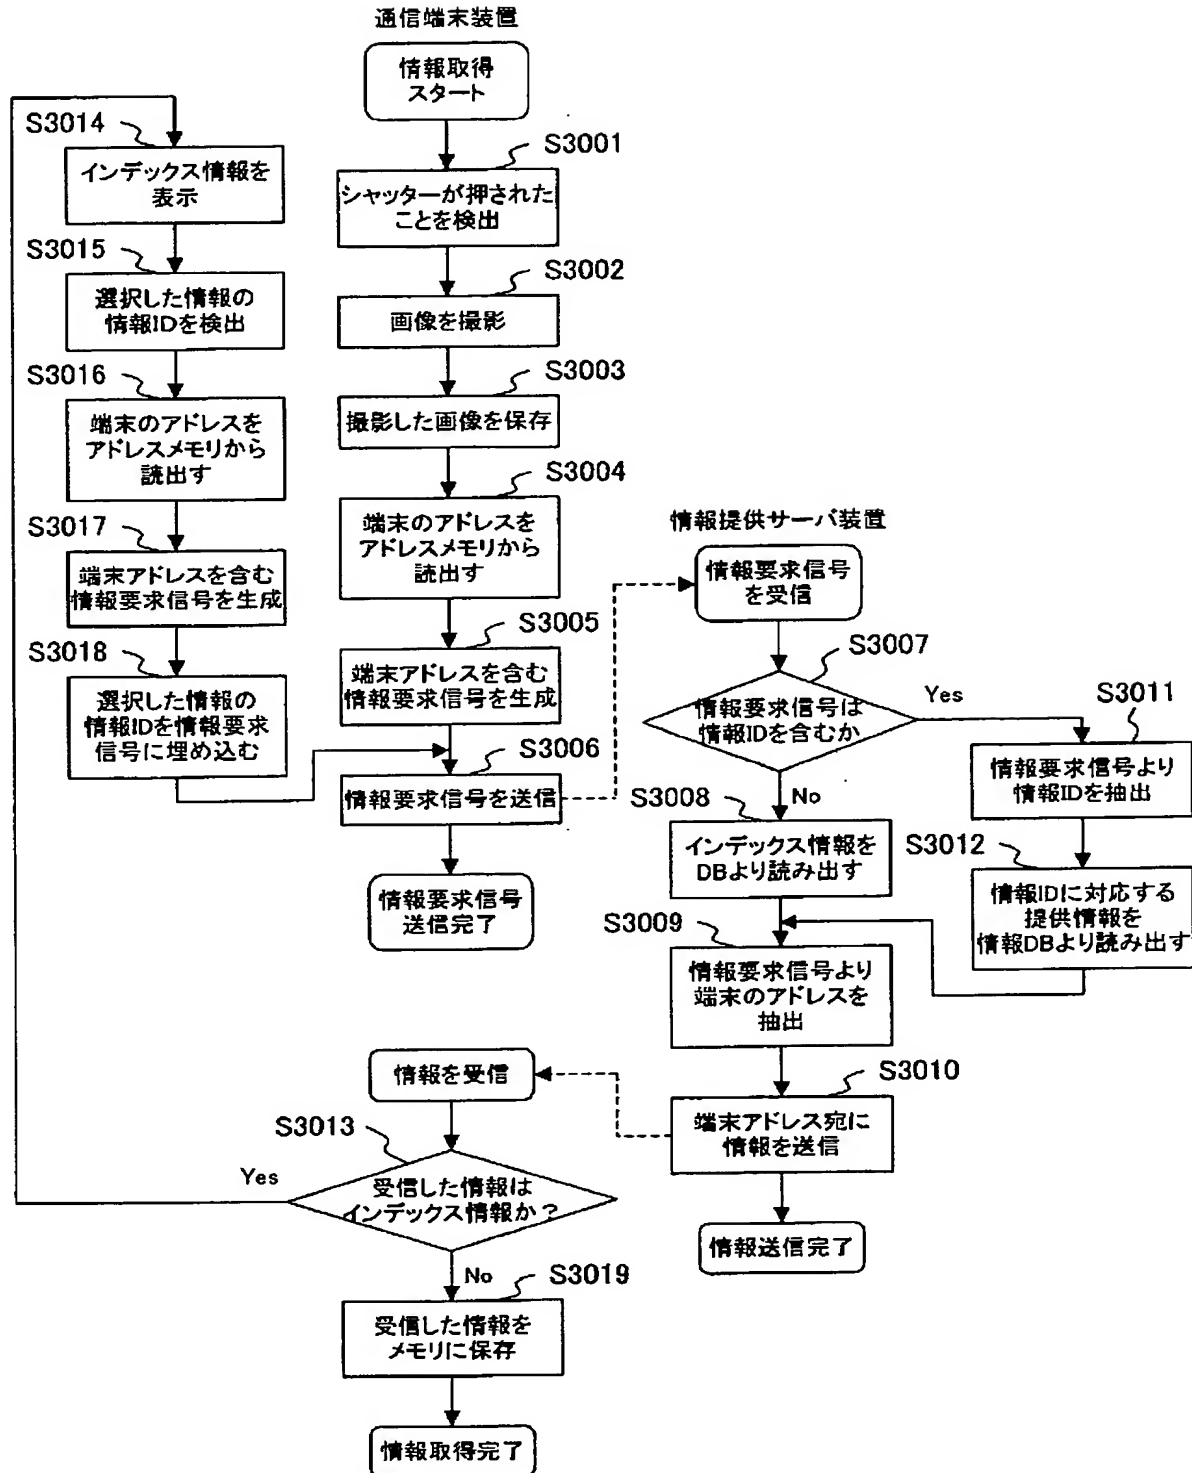 通信端末装置
情報取得
スタート
S3001
シャッターが押された
ことを検出
S3002
画像を撮影
S3003
撮影した画像を保存
S3004
端末のアドレスを
アドレスメモリから
読出す
S3005
端末アドレスを含む
情報要求信号を生成
S3006
情報要求信号を送信
情報要求信号
送信完了
S3014
インデックス情報を
表示
S3015
選択した情報の
情報IDを検出
S3016
端末のアドレスを
アドレスメモリから
読出す
S3017
端末アドレスを含む
情報要求信号を生成
S3018
選択した情報の
情報IDを情報要求
信号に埋め込む
情報提供サーバ装置
情報要求信号
を受信
S3007
情報要求信号は
情報IDを含むか
Yes
No
S3008
インデックス情報を
DBより読み出す
S3011
情報要求信号より
情報IDを抽出
S3012
情報IDに対応する
提供情報を
情報DBより読み出す
S3009
情報要求信号より
端末のアドレスを
抽出
S3010
端末アドレス宛に
情報を送信
情報送信完了
情報を受信
S3013
受信した情報は
インデックス情報か？
Yes
No
S3019
受信した情報を
メモリに保存
情報取得完了